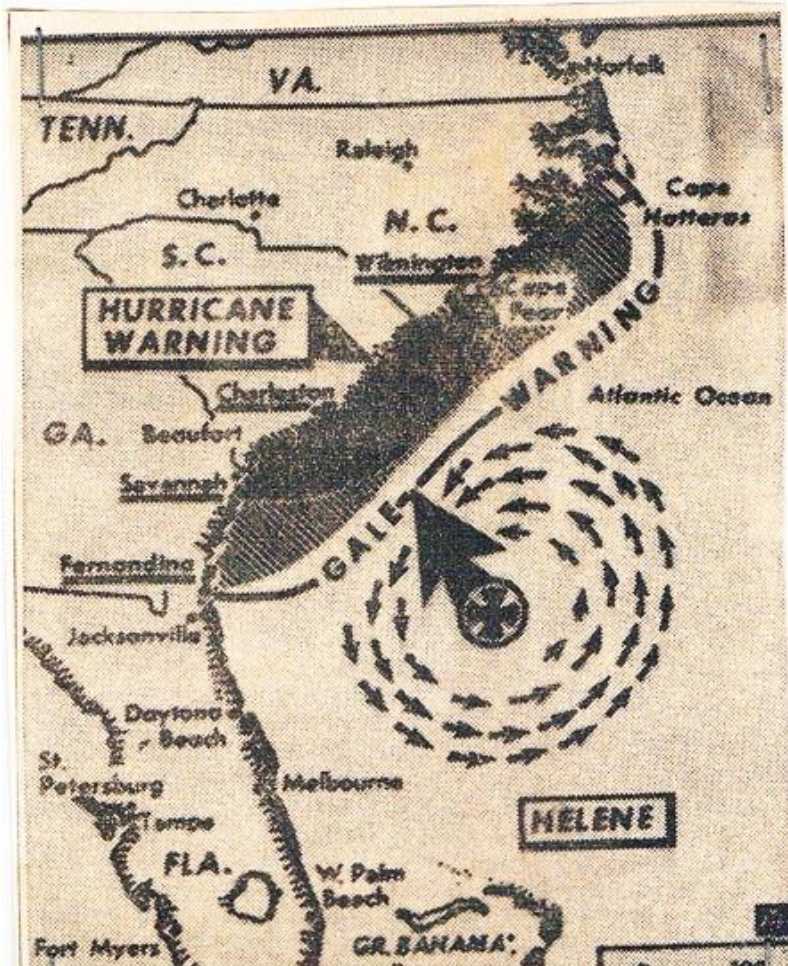 Norfolk
VA.
TENN.
Raleigh
Cape
Hatteras
Charlotte
N.C.
S.C.
Wilmington
Cape
Fear
HURRICANE
WARNING
GALE WARNING
Charleston
Atlantic Ocean
GA.
Beaufort
Savannah
Fernandina
Jacksonville
Daytona
Beach
St.
Petersburg
Melbourne
Tampa
HELENE
FLA.
W. Palm
Beach
Fort Myers
GR. BAHAMA